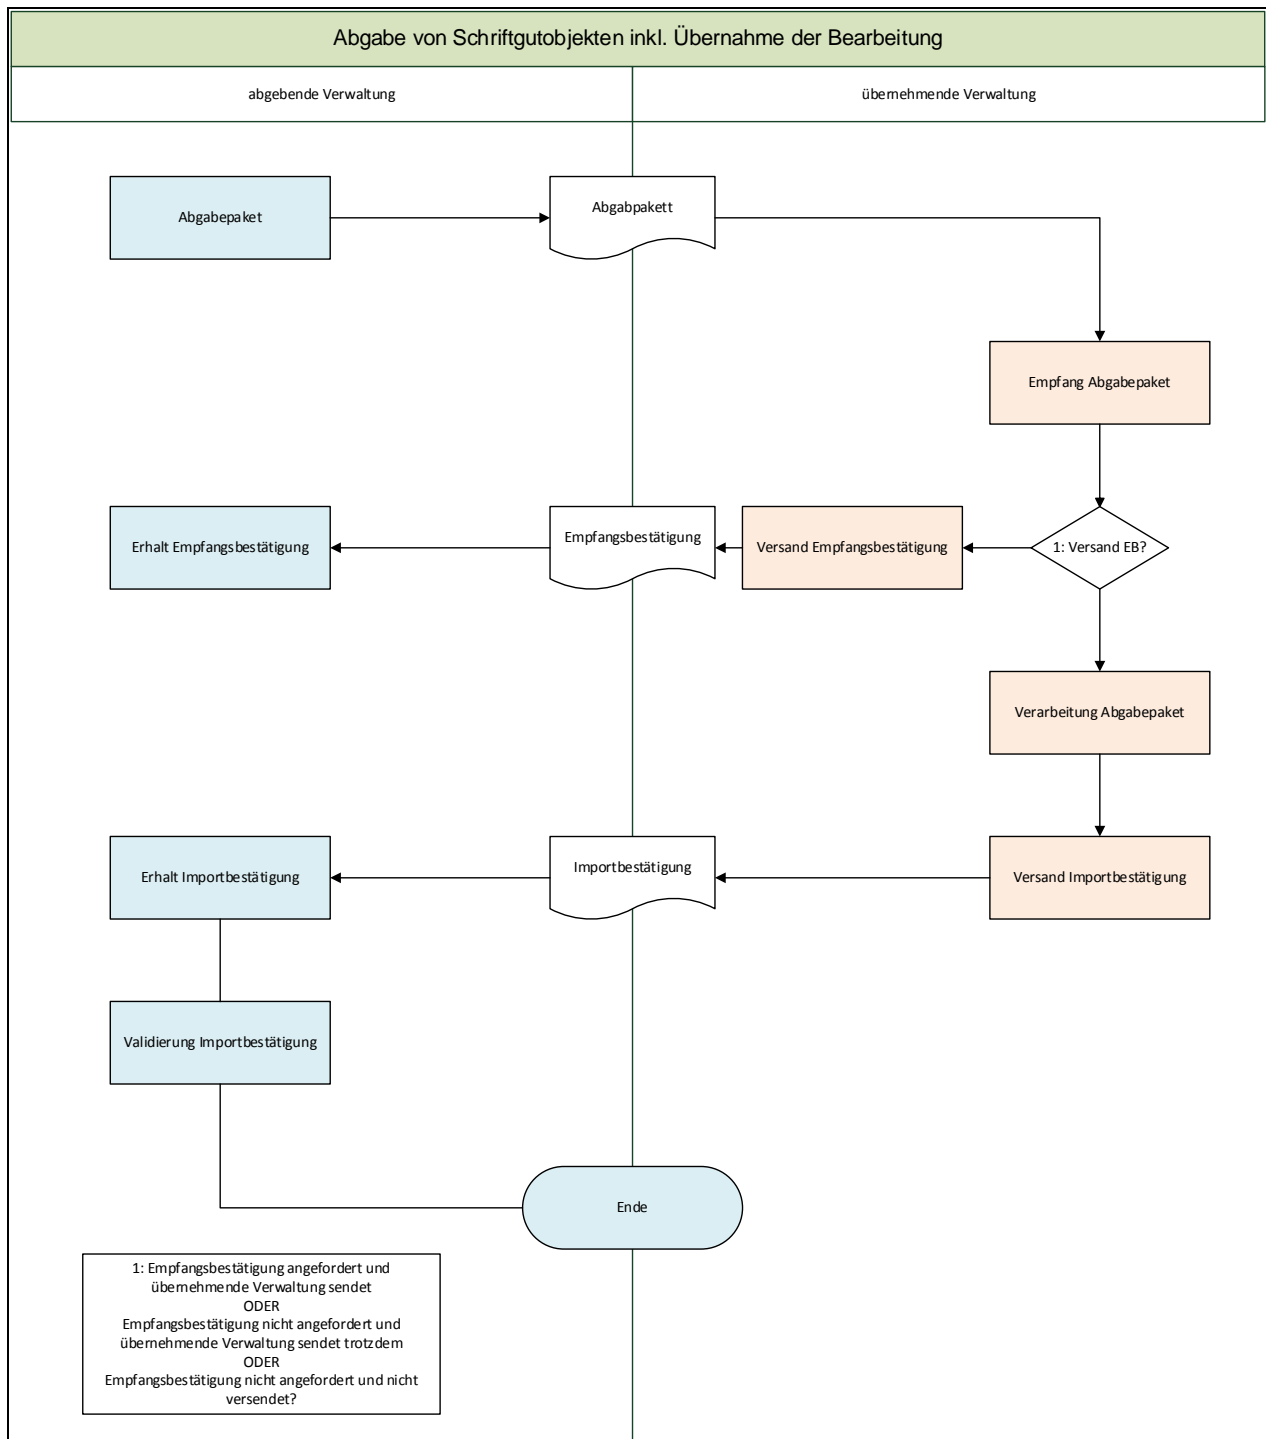 Abgabe von Schriftgutobjekten inkl. Übernahme der Bearbeitung
abgebende Verwaltung
übernehmende Verwaltung
Abgabepaket
Abgabpakett
Empfang Abgabepaket
Erhalt Empfangsbestätigung
Empfangsbestätigung
Versand Empfangsbestätigung
1: Versand EB?
Verarbeitung Abgabepaket
Erhalt Importbestätigung
Importbestätigung
Versand Importbestätigung
Validierung Importbestätigung
Ende
1: Empfangsbestätigung angefordert und
übernehmende Verwaltung sendet
ODER
Empfangsbestätigung nicht angefordert und
übernehmende Verwaltung sendet trotzdem
ODER
Empfangsbestätigung nicht angefordert und nicht
versendet?